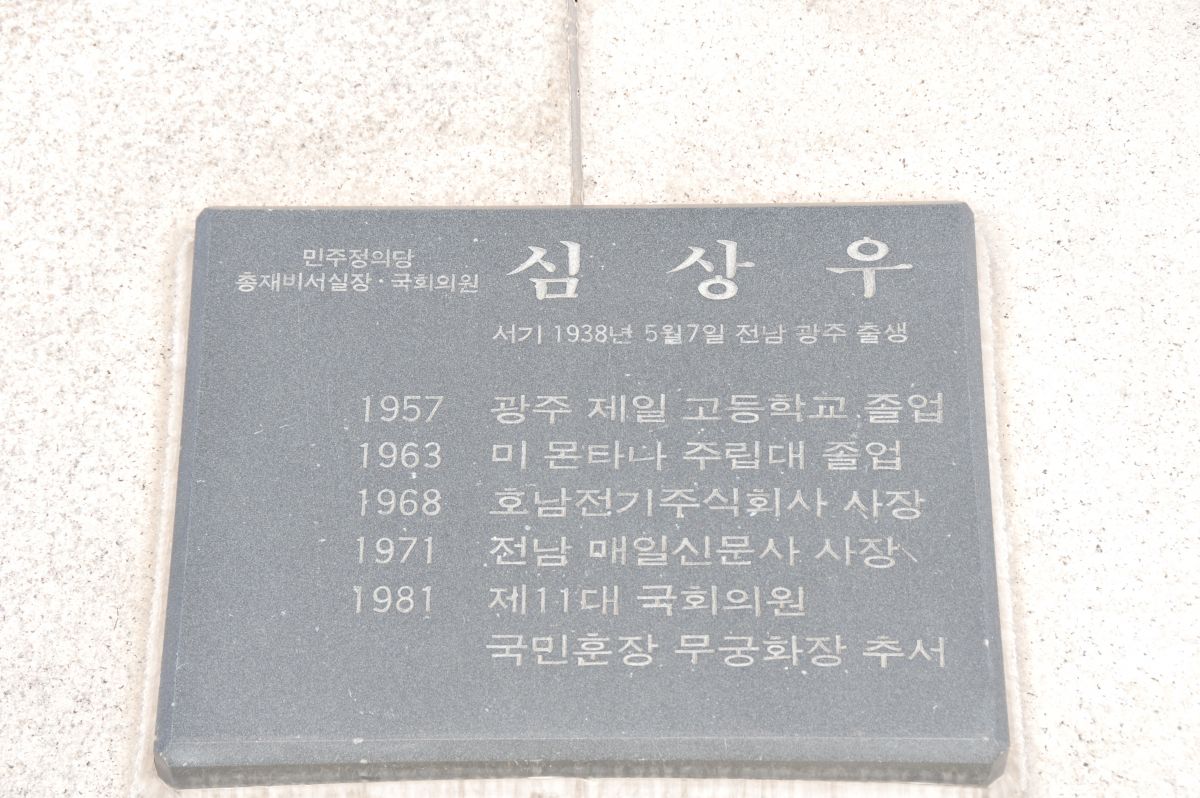 민주정의당
총재비서실장·국회의원
심 상 우
서기 1938년 5월7일 전남 광주 출생
1957 광주 제일 고등학교 졸업
1963 미 몬타나 주립대 졸업
1968 호남전기주식회사 사장
1971 전남 매일신문사 사장
1981 제11대 국회의원
국민훈장 무궁화장 추서